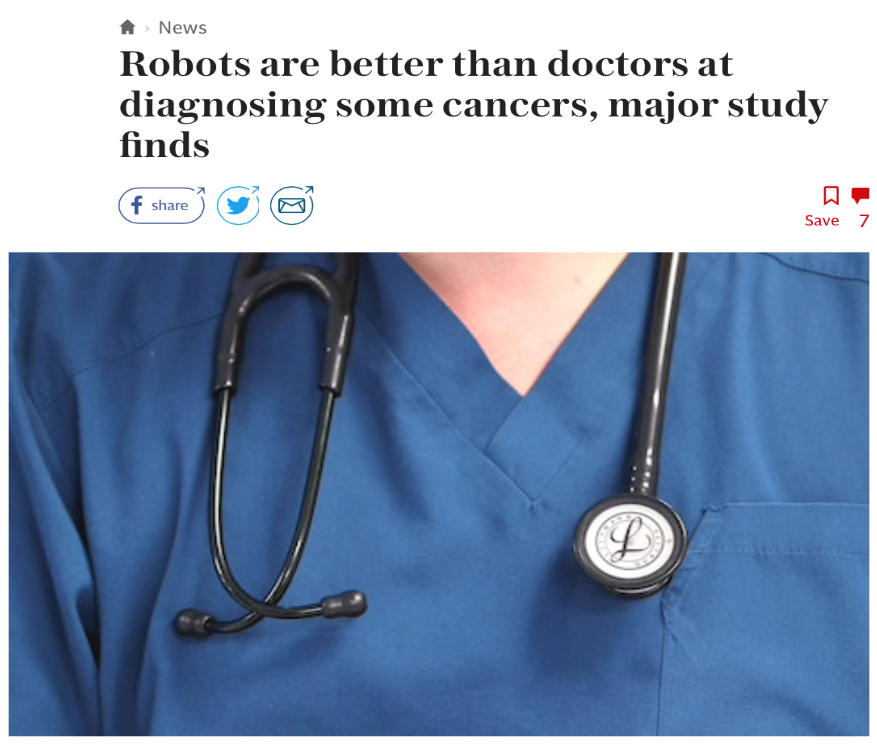 News
Robots are better than doctors at
diagnosing some cancers, major study
finds
share
Save 7